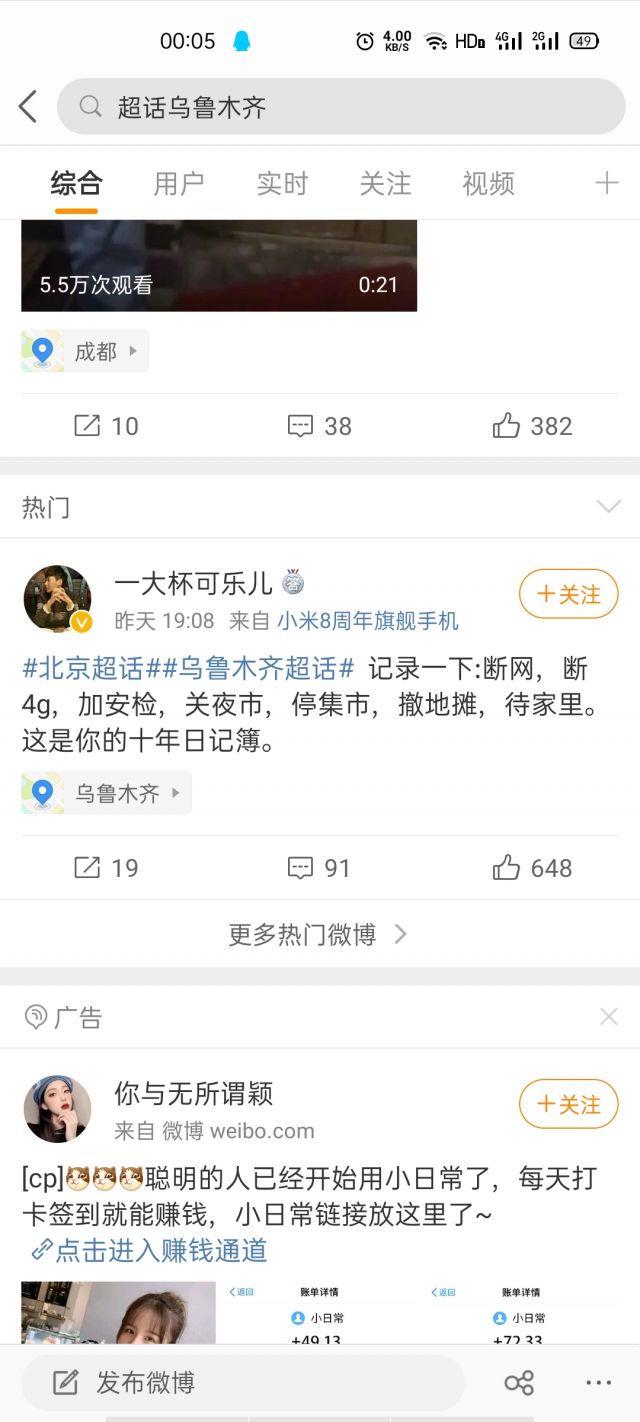 00:05
4.00 KB/S HD 4G 2G 49
超话乌鲁木齐
综合 用户 实时 关注 视频
5.5万次观看 0:21
成都
10 38 382
热门
一大杯可乐儿
+关注
昨天 19:08 来自 小米8周年旗舰手机
#北京超话##乌鲁木齐超话# 记录一下:断网，断
4g，加安检，关夜市，停集市，撤地摊，待家里。
这是你的十年日记簿。
乌鲁木齐
19 91 648
更多热门微博
广告
你与无所谓颖
+关注
来自 微博 weibo.com
[cp]聪明的人已经开始用小日常了，每天打
卡签到就能赚钱，小日常链接放这里了~
点击进入赚钱通道
返回 账单详情 返回 账单详情
小日常 小日常
+49.13 +72.33
发布微博